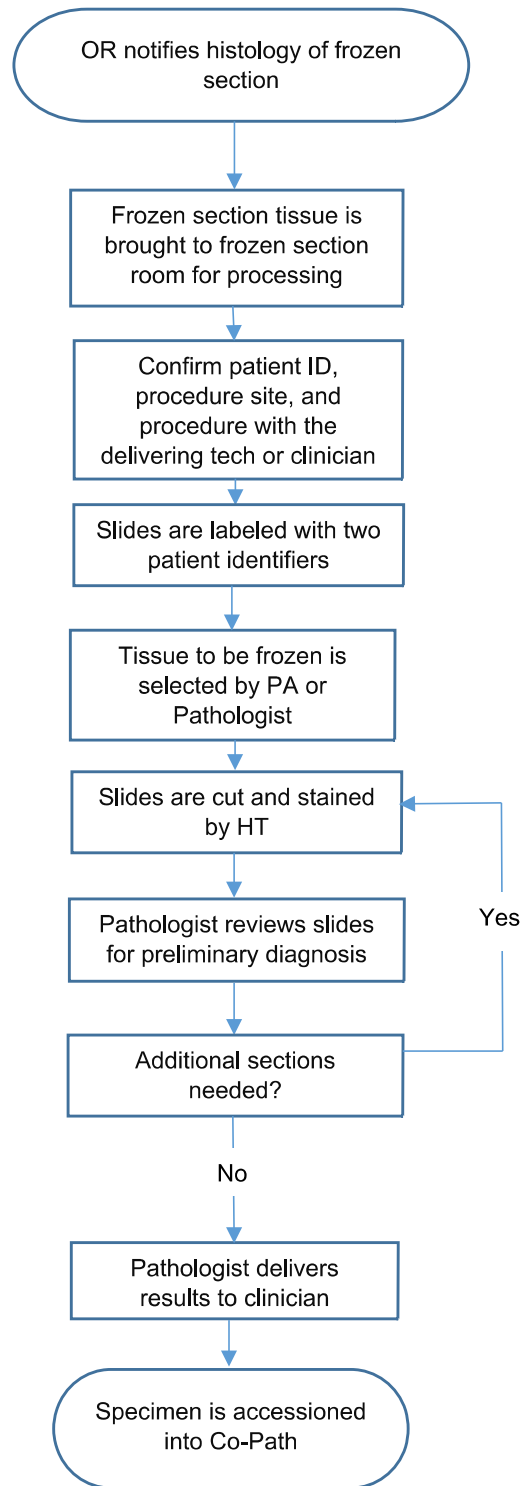 OR notifies histology of frozen
section
Frozen section tissue is
brought to frozen section
room for processing
Confirm patient ID,
procedure site, and
procedure with the
delivering tech or clinician
Slides are labeled with two
patient identifiers
Tissue to be frozen is
selected by PA or
Pathologist
Slides are cut and stained
by HT
Yes
Pathologist reviews slides
for preliminary diagnosis
Additional sections
needed?
No
Pathologist delivers
results to clinician
Specimen is accessioned
into Co-Path